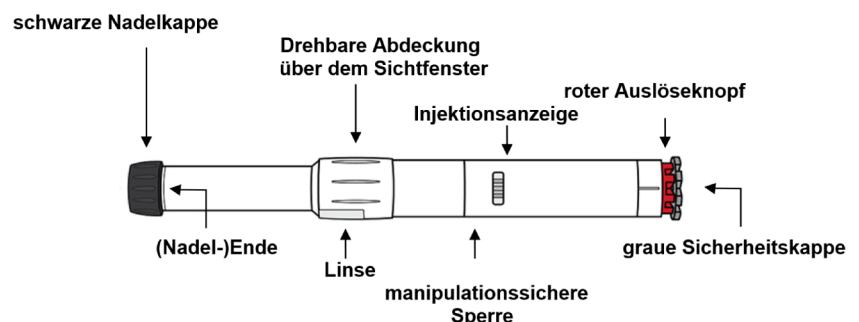 schwarze Nadelkappe
Drehbare Abdeckung
über dem Sichtfenster
Injektionsanzeige
roter Auslöseknopf
(Nadel-)Ende
Linse
manipulationssichere
Sperre
graue Sicherheitskappe